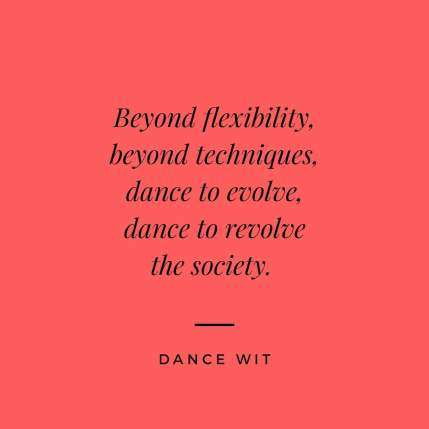 Beyond flexibility,
beyond techniques,
dance to evolve,
dance to revolve
the society.
DANCE WIT